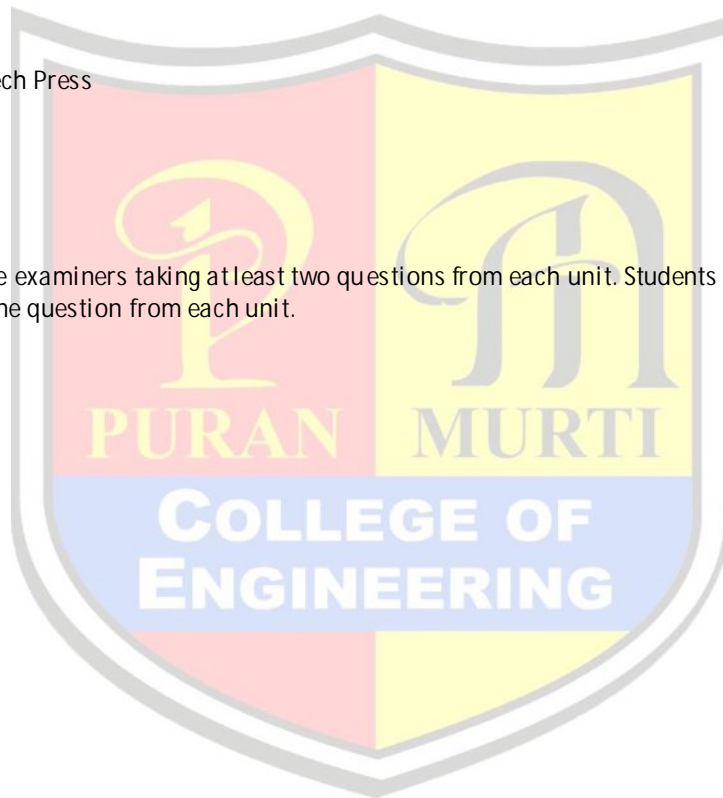 ech Press
e examiners taking at least two questions from each unit. Students
ne question from each unit.
PURAN MURTI
COLLEGE OF
ENGINEERING